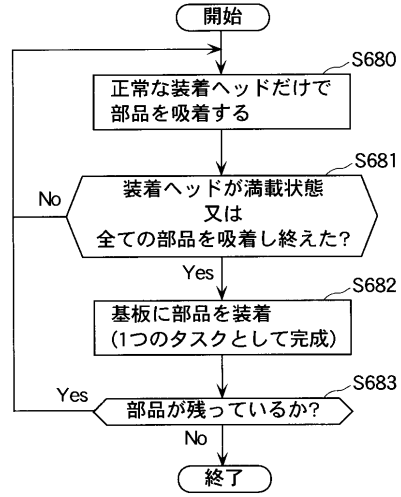 開始
S680
正常な装着ヘッドだけで
部品を吸着する
S681
装着ヘッドが満載状態
又は
全ての部品を吸着し終えた?
No
Yes
S682
基板に部品を装着
(1つのタスクとして完成)
S683
Yes
部品が残っているか?
No
終了